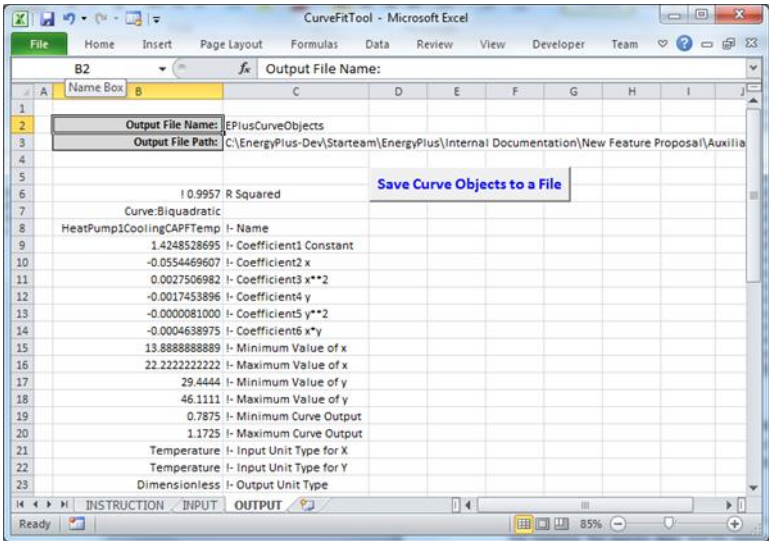 CurveFitTool - Microsoft Excel
File Home Insert Page Layout Formulas Data Review View Developer Team
B2 fx Output File Name:
Name Box
A B C D E F G H I J
1
2 Output File Name: EPlusCurveObjects
3 Output File Path: C:\EnergyPlus-Dev\Starteam\EnergyPlus\Internal Documentation\New Feature Proposal\Auxilia
4
5
Save Curve Objects to a File
6 ! 0.9957 R Squared
7 Curve:Biquadratic
8 HeatPump1CoolingCAPFTemp !- Name
9 1.4248528695 !- Coefficient1 Constant
10 -0.0554469607 !- Coefficient2 x
11 0.0027506982 !- Coefficient3 x**2
12 -0.0017453896 !- Coefficient4 y
13 -0.0000081000 !- Coefficient5 y**2
14 -0.0004638975 !- Coefficient6 x*y
15 13.8888888889 !- Minimum Value of x
16 22.2222222222 !- Maximum Value of x
17 29.4444 !- Minimum Value of y
18 46.1111 !- Maximum Value of y
19 0.7875 !- Minimum Curve Output
20 1.1725 !- Maximum Curve Output
21 Temperature !- Input Unit Type for X
22 Temperature !- Input Unit Type for Y
23 Dimensionless !- Output Unit Type
INSTRUCTION INPUT OUTPUT
Ready 85%